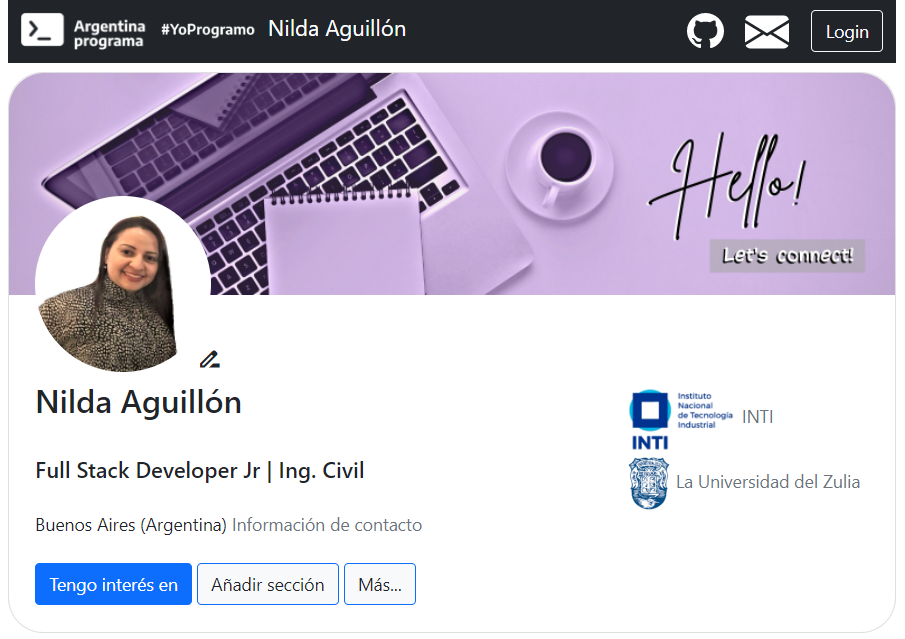 Argentina
programa
#YoProgramo
Nilda Aguillón
Login
Hello!
Let's connect!
Nilda Aguillón
Instituto
Nacional
de Tecnología
Industrial
INTI
INTI
Full Stack Developer Jr | Ing. Civil
La Universidad del Zulia
Buenos Aires (Argentina) Información de contacto
Tengo interés en
Añadir sección
Más...